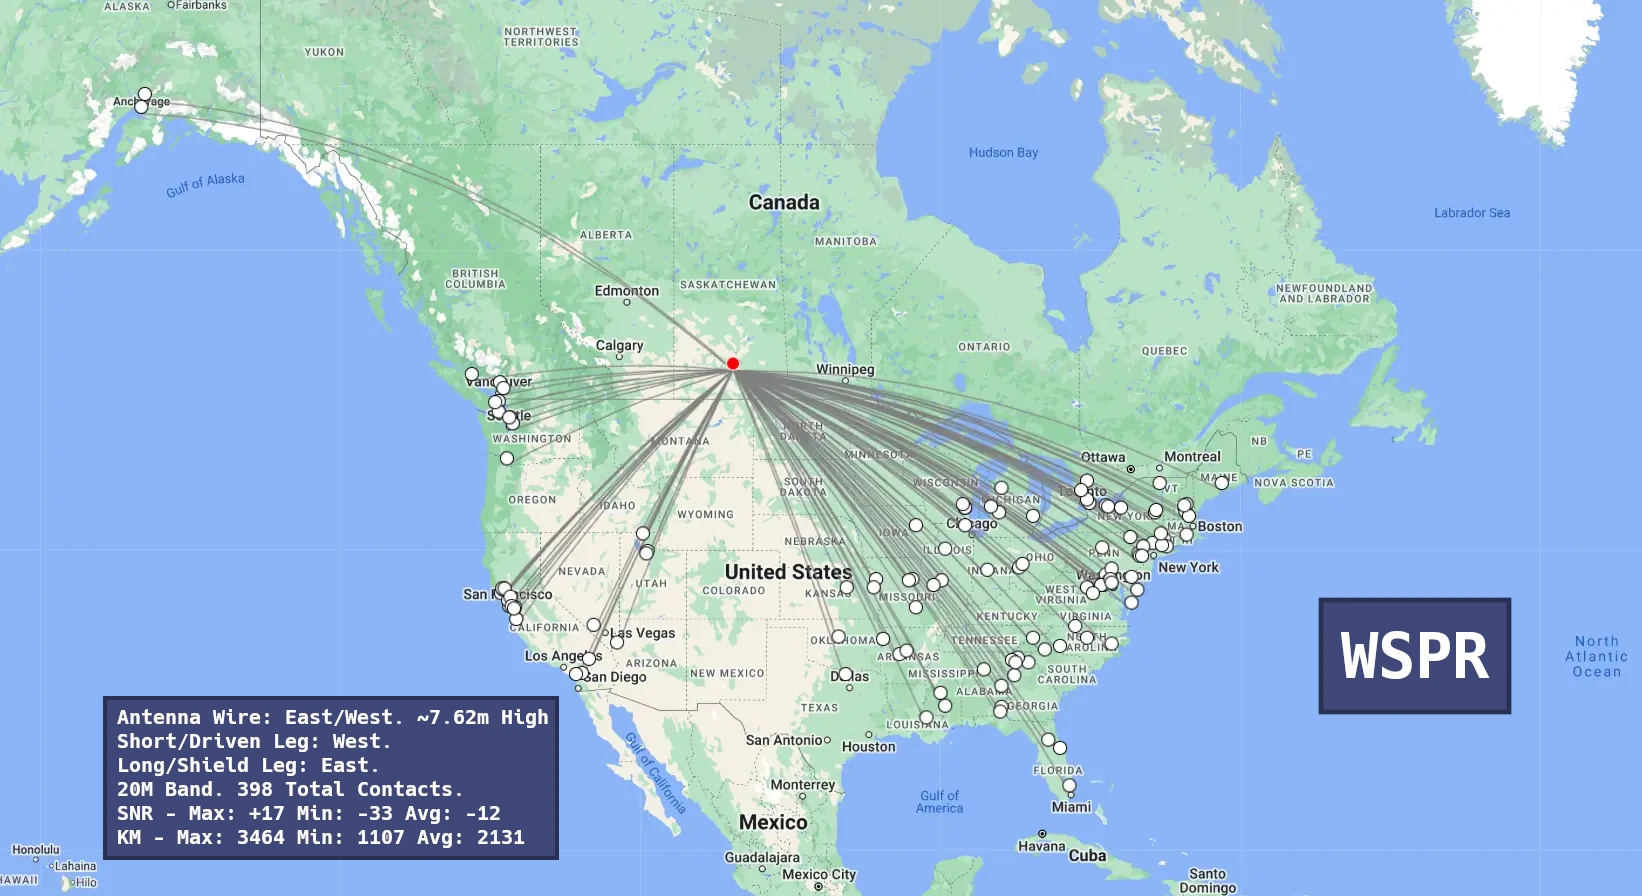 ALASKA
Fairbanks
YUKON
NORTHWEST
TERRITORIES
Anchorage
Gulf of Alaska
Hudson Bay
Labrador Sea
Canada
ALBERTA
MANITOBA
BRITISH
COLUMBIA
SASKATCHEWAN
Edmonton
NEWFOUNDLAND
AND LABRADOR
Calgary
ONTARIO
QUEBEC
Winnipeg
Vancouver
Seattle
WASHINGTON
MONTANA
NORTH
DAKOTA
MINNESOTA
Ottawa
Montreal
NB
PE
MAINE
NOVA SCOTIA
OREGON
IDAHO
SOUTH
DAKOTA
WISCONSIN
MICHIGAN
Toronto
VT
WYOMING
NEW YORK
MA
Boston
IOWA
Chicago
NEBRASKA
ILLINOIS
INDIANA
OHIO
PENN
RI
New York
NEVADA
UTAH
United States
COLORADO
KANSAS
MISSOURI
WEST
VIRGINIA
Washington
San Francisco
CALIFORNIA
Las Vegas
KENTUCKY
VIRGINIA
OKLAHOMA
TENNESSEE
NORTH
CAROLINA
Los Angeles
ARIZONA
NEW MEXICO
ARKANSAS
San Diego
Dallas
MISSISSIPPI
SOUTH
CAROLINA
ALABAMA
GEORGIA
TEXAS
LOUISIANA
San Antonio
Houston
FLORIDA
Gulf of California
Monterrey
Gulf of
America
Miami
Mexico
Havana
Cuba
Guadalajara
Mexico City
Santo
Domingo
Honolulu
Lahaina
HAWAII
Hilo
North
Atlantic
Ocean
WSPR
Antenna Wire: East/West. ~7.62m High
Short/Driven Leg: West.
Long/Shield Leg: East.
20M Band. 398 Total Contacts.
SNR - Max: +17 Min: -33 Avg: -12
KM - Max: 3464 Min: 1107 Avg: 2131